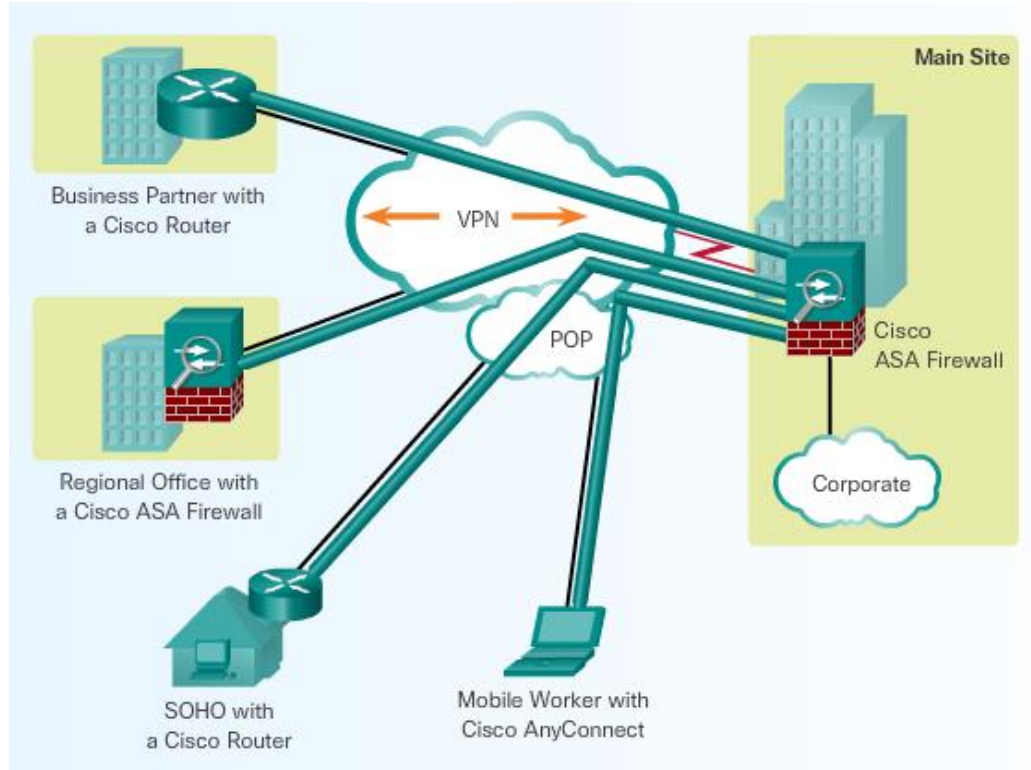 Main Site
Business Partner with
a Cisco Router
VPN
POP
Cisco
ASA Firewall
Regional Office with
a Cisco ASA Firewall
Corporate
SOHO with
a Cisco Router
Mobile Worker with
Cisco AnyConnect